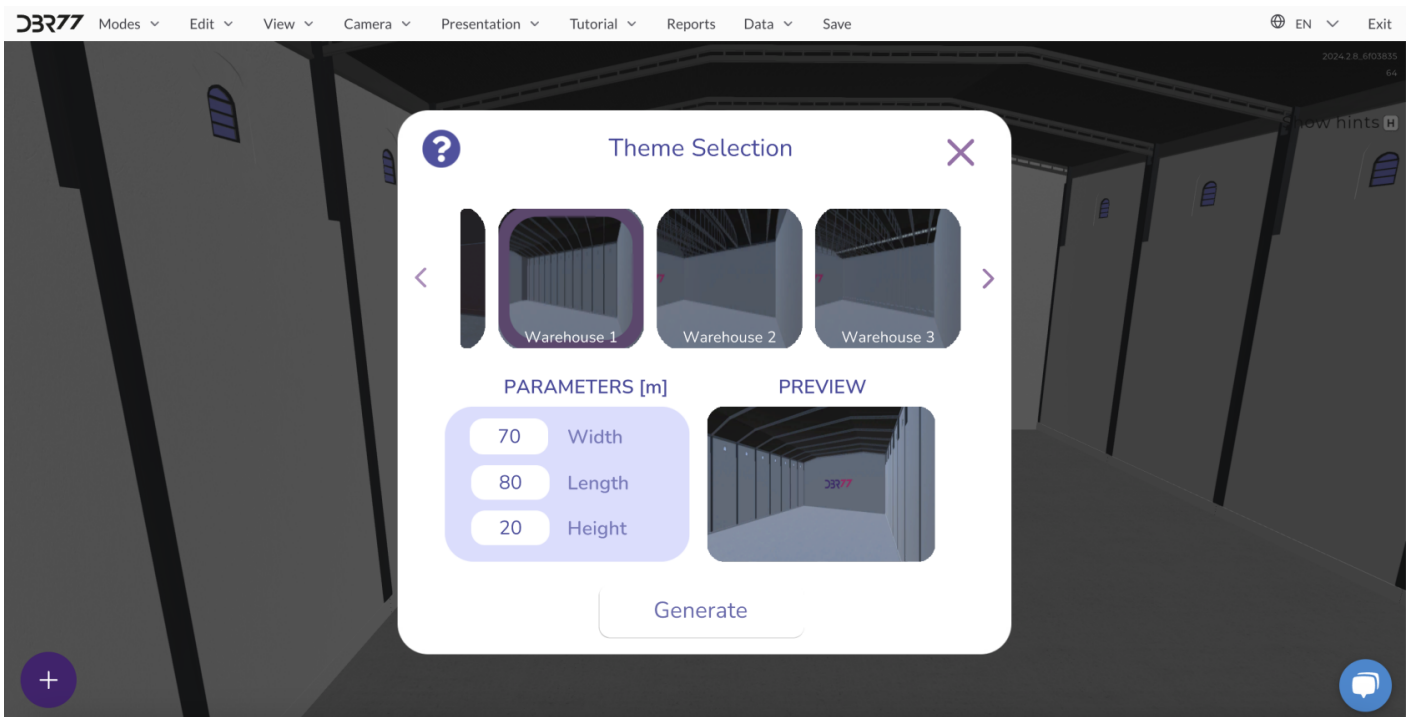 DBR77 Modes Edit View Camera Presentation Tutorial Reports Data Save EN Exit
2024.2.8_6f03835
64
Show hints H
? Theme Selection
Warehouse 1 Warehouse 2 Warehouse 3
PARAMETERS [m] PREVIEW
70 Width
80 Length
20 Height
DBR77
Generate